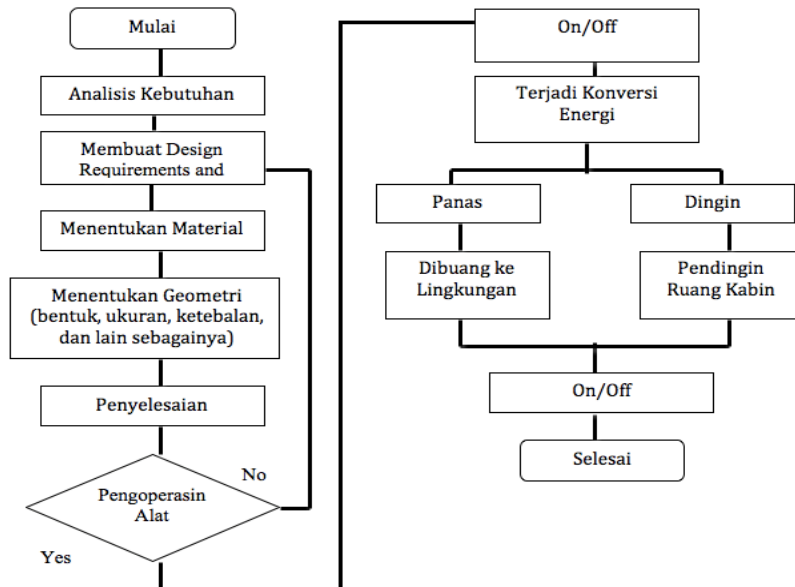 Mulai
Analisis Kebutuhan
Membuat Design
Requirements and
Menentukan Material
Menentukan Geometri
(bentuk, ukuran, ketebalan,
dan lain sebagainya)
Penyelesaian
No
Pengoperasin
Alat
Yes
On/Off
Terjadi Konversi
Energi
Panas
Dingin
Dibuang ke
Lingkungan
Pendingin
Ruang Kabin
On/Off
Selesai